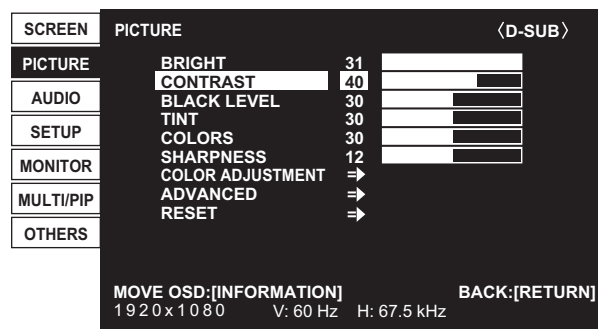 SCREEN
PICTURE
AUDIO
SETUP
MONITOR
MULTI/PIP
OTHERS
PICTURE 〈D-SUB〉
BRIGHT 31
CONTRAST 40
BLACK LEVEL 30
TINT 30
COLORS 30
SHARPNESS 12
COLOR ADJUSTMENT
ADVANCED
RESET
MOVE OSD:[INFORMATION] BACK:[RETURN]
1920x1080 V: 60 Hz H: 67.5 kHz